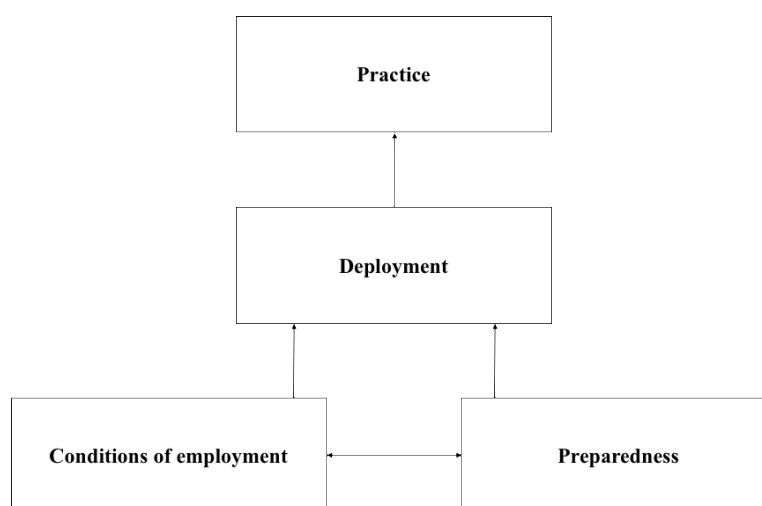 Practice
Deployment
Conditions of employment
Preparedness